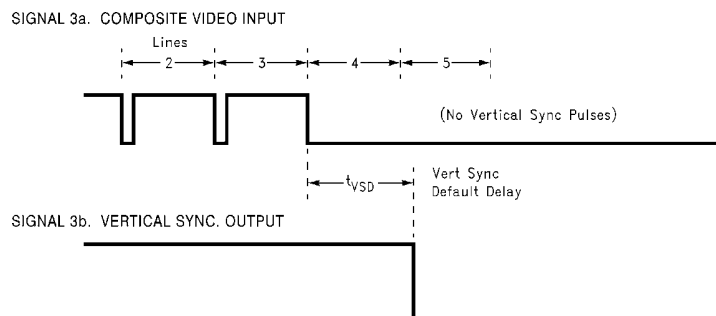 SIGNAL 3a. COMPOSITE VIDEO INPUT
Lines
2 3 4 5
(No Vertical Sync Pulses)
tVSD
Vert Sync
Default Delay
SIGNAL 3b. VERTICAL SYNC. OUTPUT